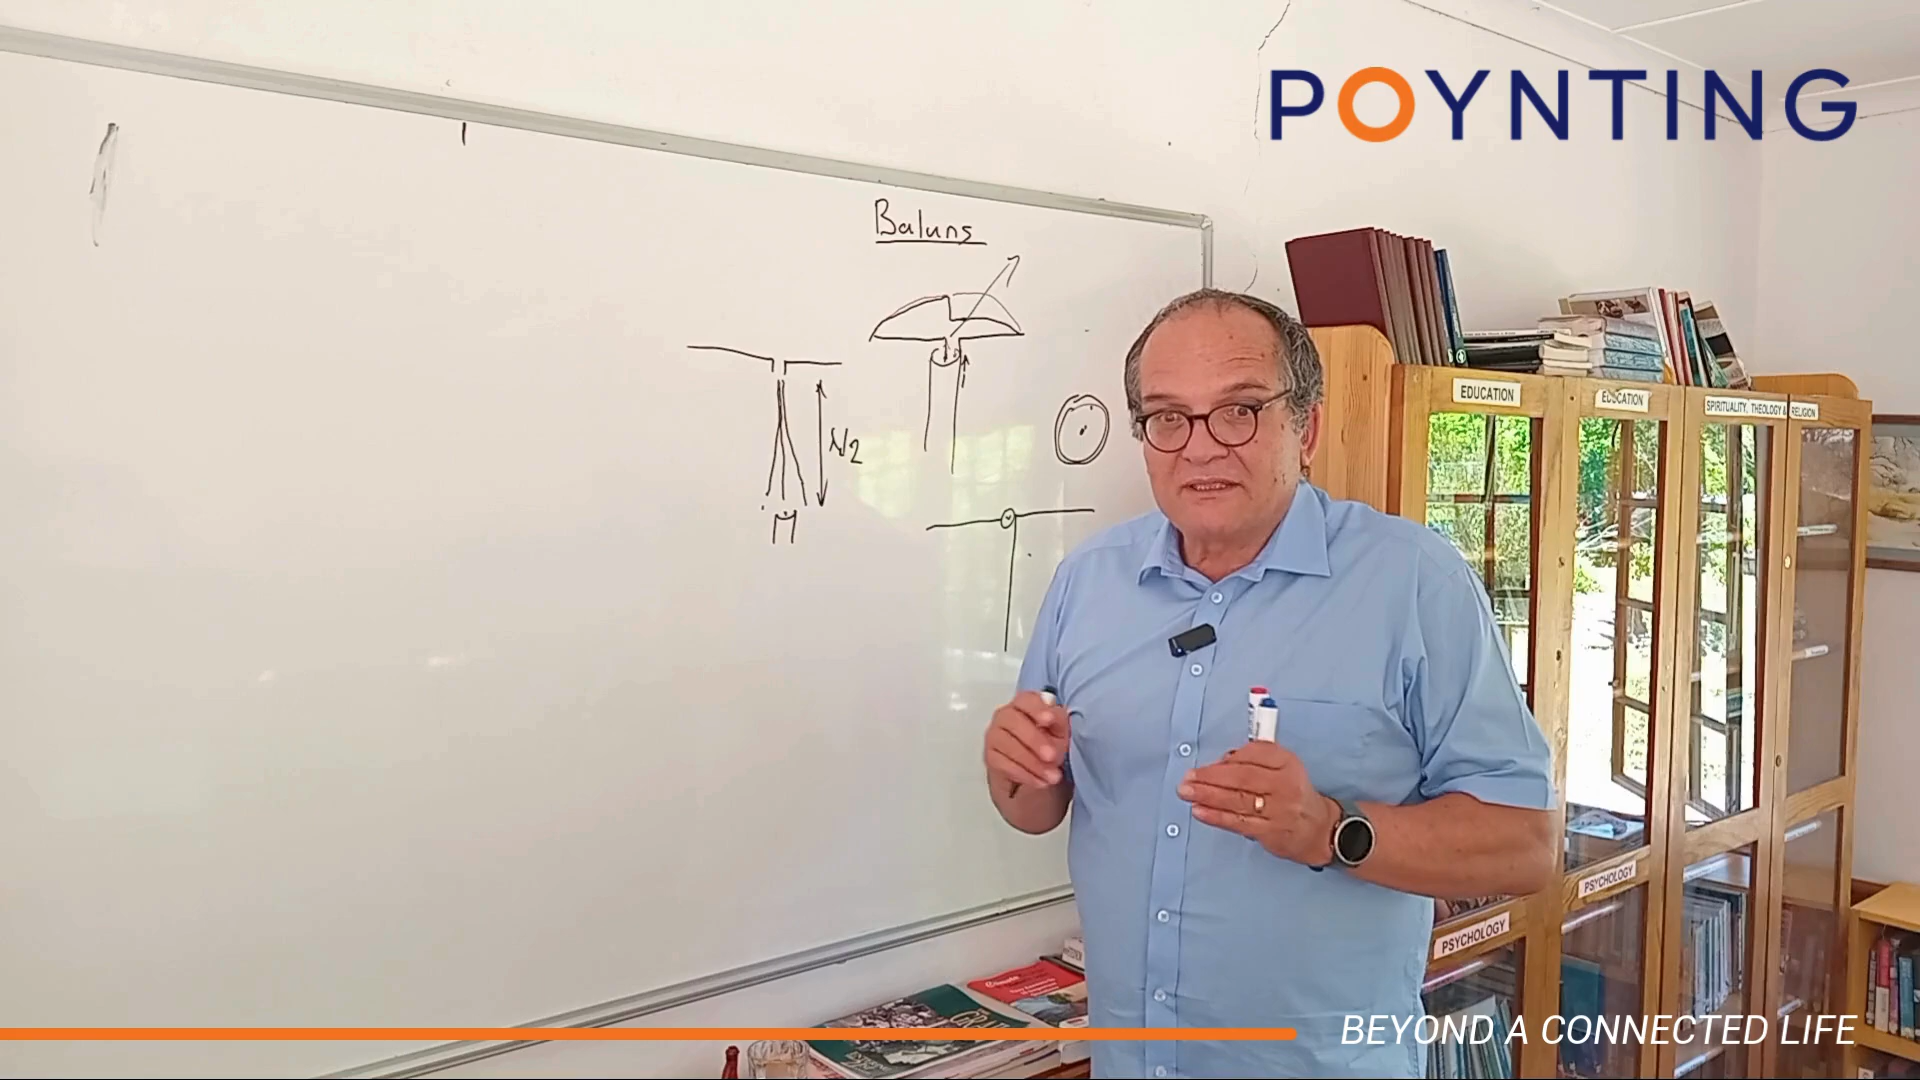 POYNTING
Baluns
λ/2
EDUCATION
EDUCATION
SPIRITUALITY, THEOLOGY & RELIGION
PSYCHOLOGY
PSYCHOLOGY
BEYOND A CONNECTED LIFE